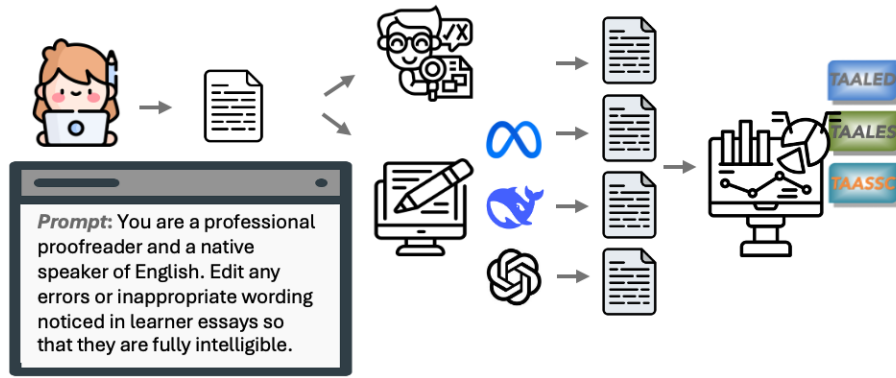 TAALED
TAALES
TAASSC
√X
Prompt: You are a professional
proofreader and a native
speaker of English. Edit any
errors or inappropriate wording
noticed in learner essays so
that they are fully intelligible.